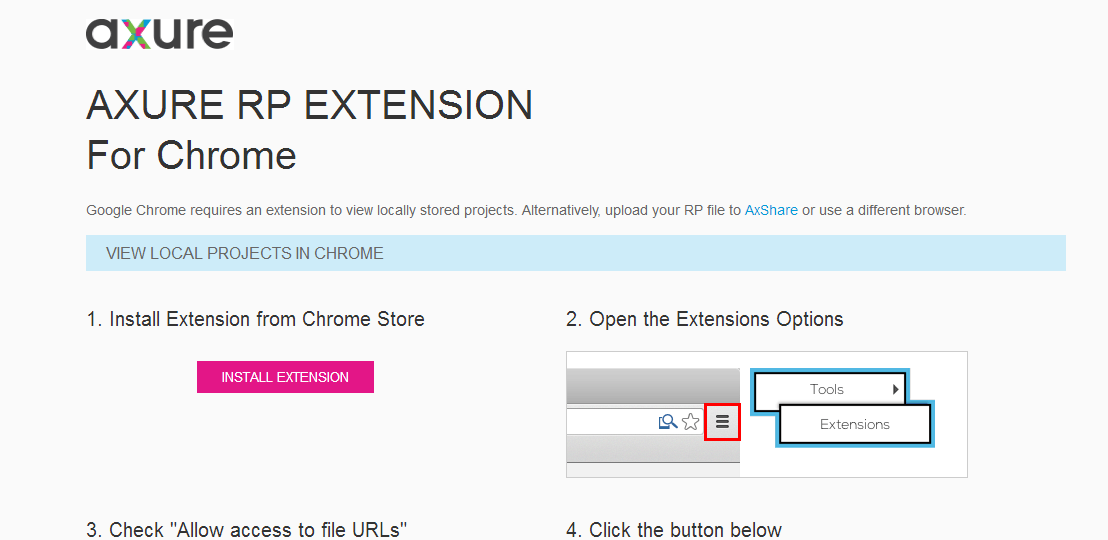 axure
AXURE RP EXTENSION
For Chrome
Google Chrome requires an extension to view locally stored projects. Alternatively, upload your RP file to AxShare or use a different browser.
VIEW LOCAL PROJECTS IN CHROME
1. Install Extension from Chrome Store
INSTALL EXTENSION
2. Open the Extensions Options
Tools
Extensions
3. Check "Allow access to file URLs"
4. Click the button below